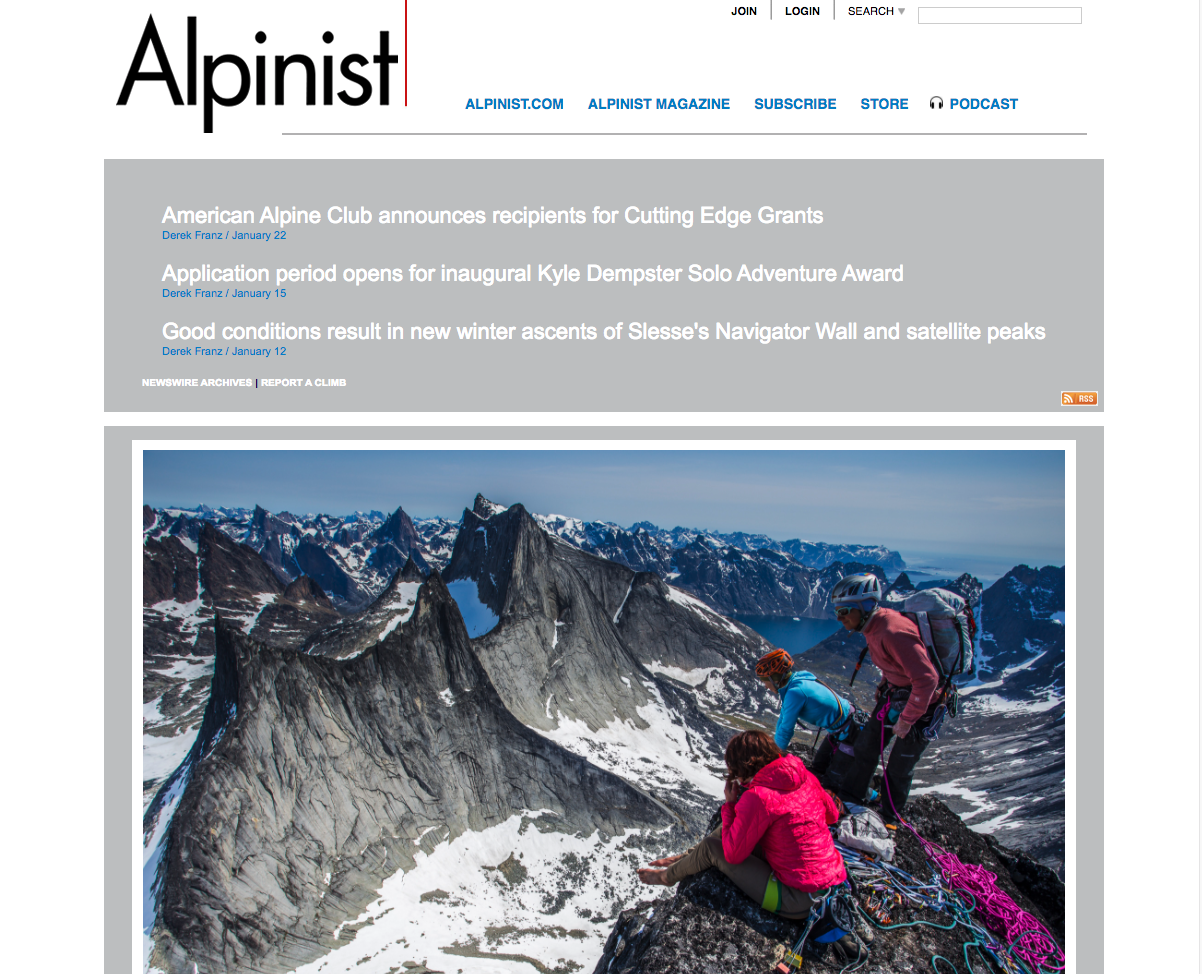 Alpinist
JOIN
LOGIN
SEARCH
ALPINIST.COM
ALPINIST MAGAZINE
SUBSCRIBE
STORE
PODCAST
American Alpine Club announces recipients for Cutting Edge Grants
Derek Franz / January 22
Application period opens for inaugural Kyle Dempster Solo Adventure Award
Derek Franz / January 15
Good conditions result in new winter ascents of Slesse's Navigator Wall and satellite peaks
Derek Franz / January 12
NEWSWIRE ARCHIVES | REPORT A CLIMB
RSS